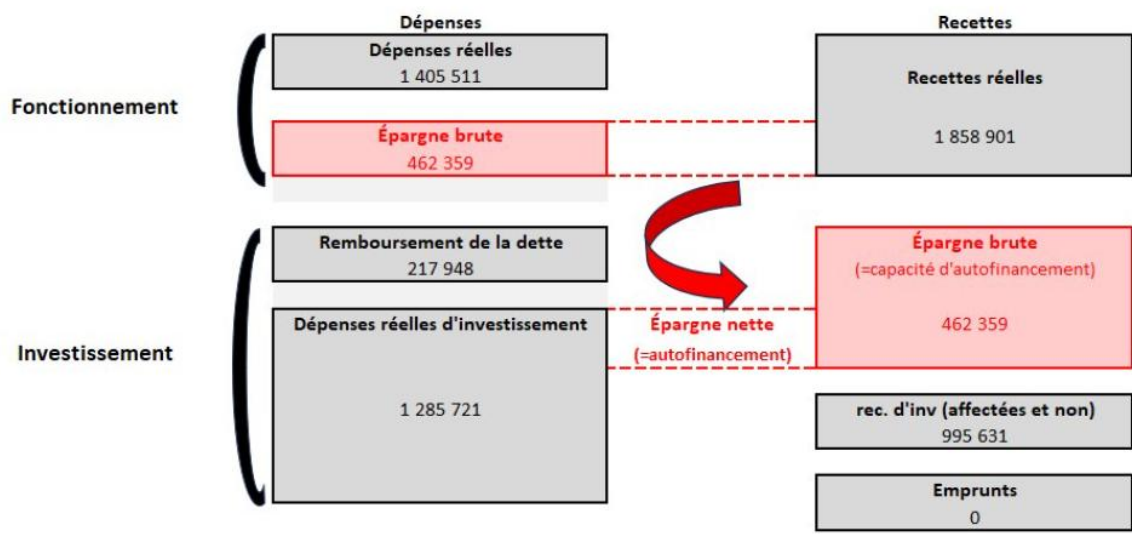 Dépenses
Recettes
Fonctionnement
Dépenses réelles
1 405 511
Recettes réelles
1 858 901
Épargne brute
462 359
Investissement
Remboursement de la dette
217 948
Épargne brute
(=capacité d'autofinancement)
462 359
Dépenses réelles d'investissement
1 285 721
Épargne nette
(=autofinancement)
rec. d'inv (affectées et non)
995 631
Emprunts
0